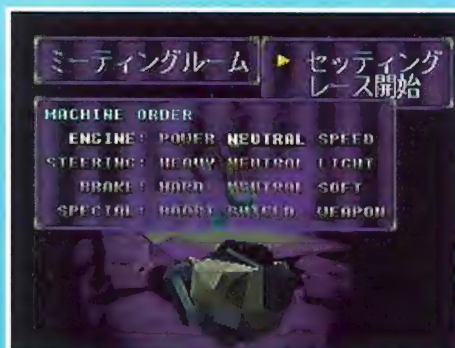 ミーティングルーム
セッティング
レース開始
MACHINE ORDER
ENGINE: POWER NEUTRAL SPEED
STEERING: HEAVY NEUTRAL LIGHT
BRAKE: HARD NEUTRAL SOFT
SPECIAL: BOOST SHIELD WEAPON